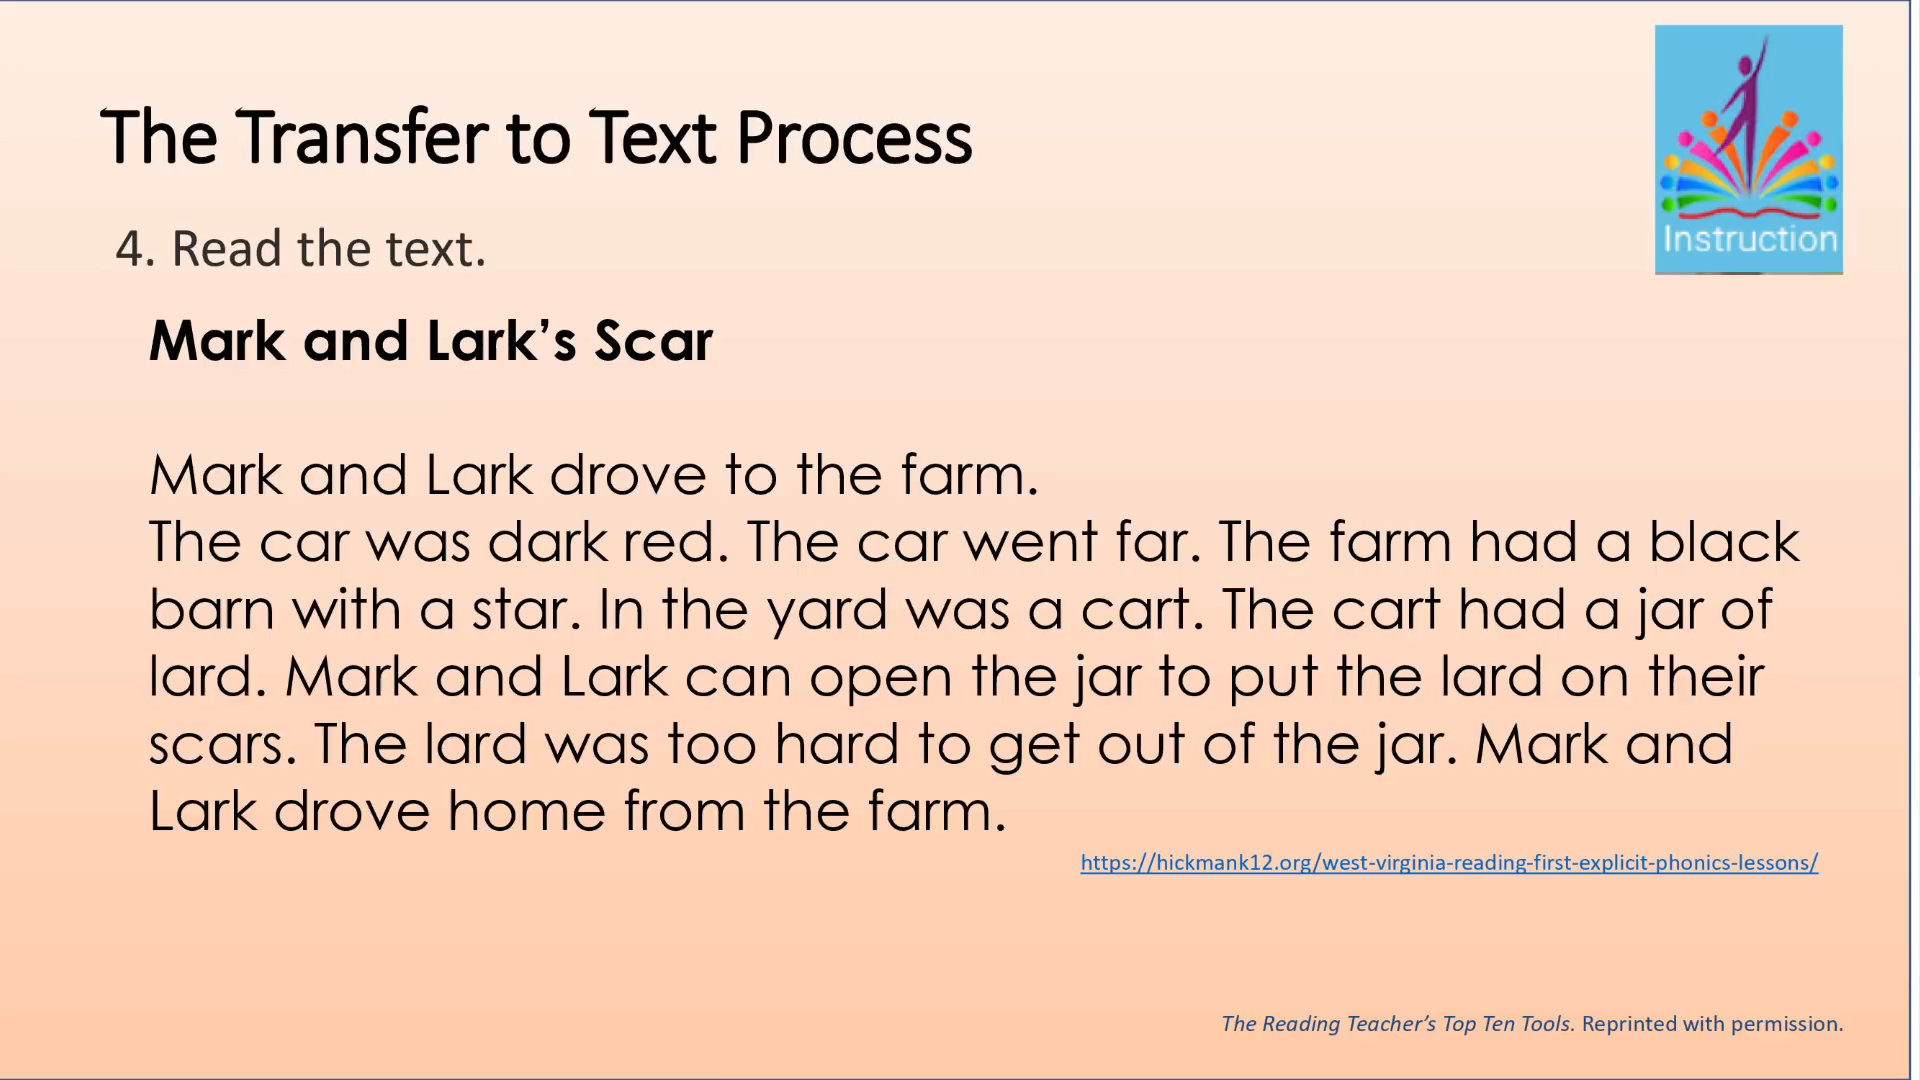 The Transfer to Text Process
Instruction
4. Read the text.
Mark and Lark’s Scar
Mark and Lark drove to the farm.
The car was dark red. The car went far. The farm had a black
barn with a star. In the yard was a cart. The cart had a jar of
lard. Mark and Lark can open the jar to put the lard on their
scars. The lard was too hard to get out of the jar. Mark and
Lark drove home from the farm.
https://hickmank12.org/west-virginia-reading-first-explicit-phonics-lessons/
The Reading Teacher’s Top Ten Tools. Reprinted with permission.